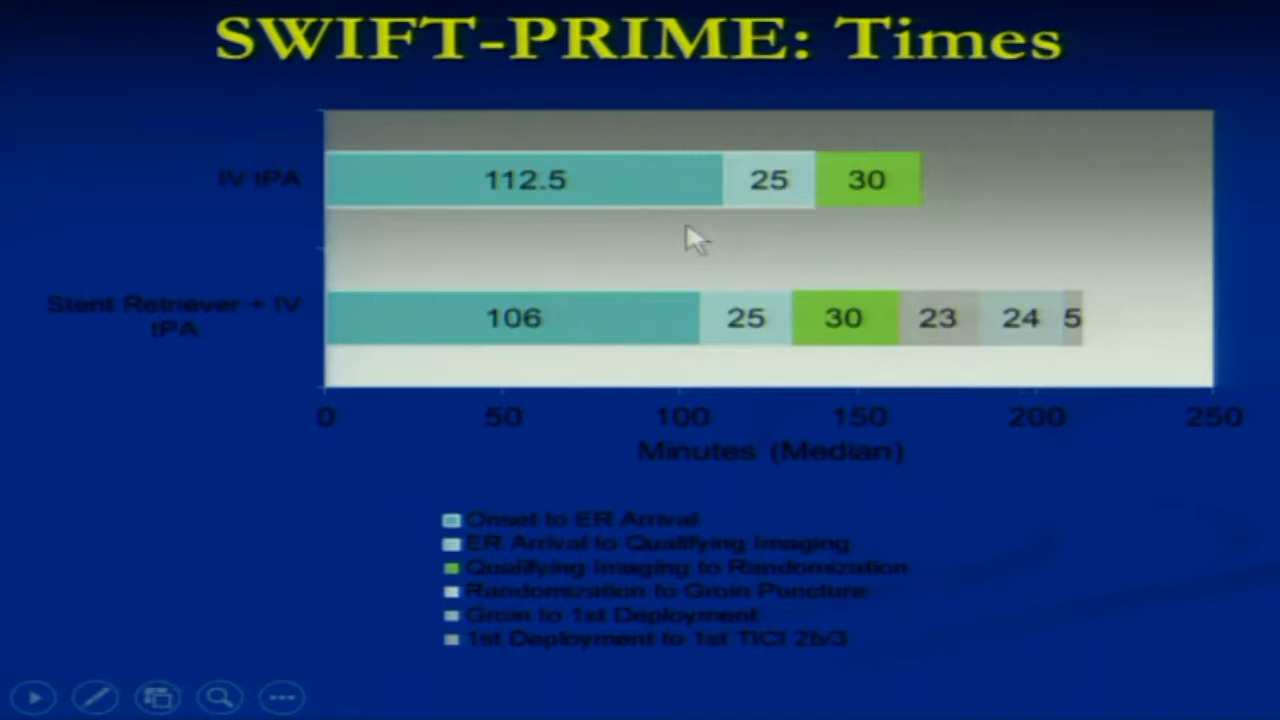 SWIFT-PRIME: Times
IV tPA
112.5
25
30
Stent Retriever + IV
tPA
106
25
30
23
24
5
0
50
100
150
200
250
Minutes (Median)
Onset to ER Arrival
ER Arrival to Qualifying Imaging
Qualifying Imaging to Randomization
Randomization to Groin Puncture
Groin to 1st Deployment
1st Deployment to 1st TICI 2b/3